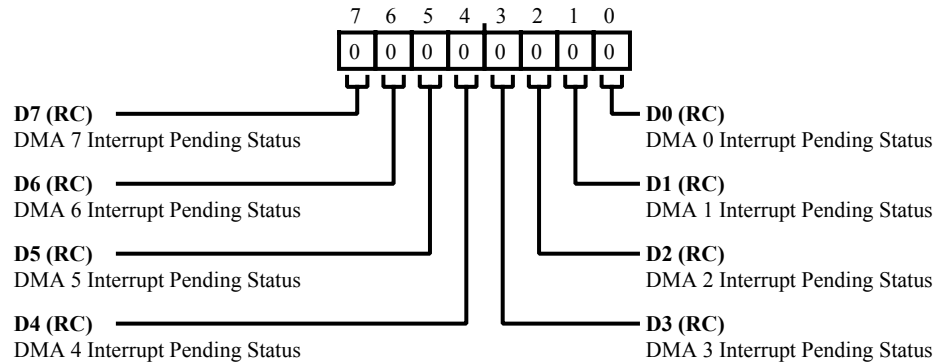 7 6 5 4 3 2 1 0
0 0 0 0 0 0 0 0
D7 (RC)
DMA 7 Interrupt Pending Status
D6 (RC)
DMA 6 Interrupt Pending Status
D5 (RC)
DMA 5 Interrupt Pending Status
D4 (RC)
DMA 4 Interrupt Pending Status
D0 (RC)
DMA 0 Interrupt Pending Status
D1 (RC)
DMA 1 Interrupt Pending Status
D2 (RC)
DMA 2 Interrupt Pending Status
D3 (RC)
DMA 3 Interrupt Pending Status